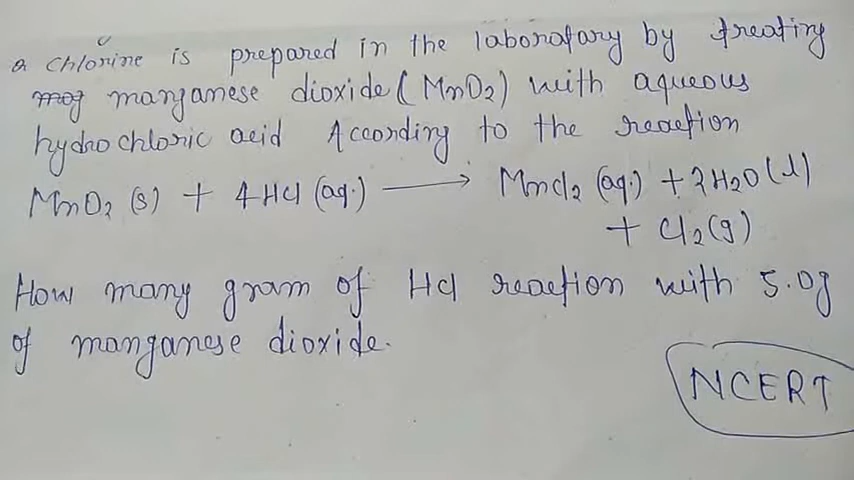 Q chlorine is prepared in the laboratary by treating
manganese dioxide (MnO2) with aqueous
hydrochloric acid According to the reaction
MnO2 (s) + 4HCl (aq.) ⟶ MnCl2 (aq.) + 2H2O(l)
+ Cl2(g)
How many gram of HCl reaction with 5.0g
of manganese dioxide.
NCERT